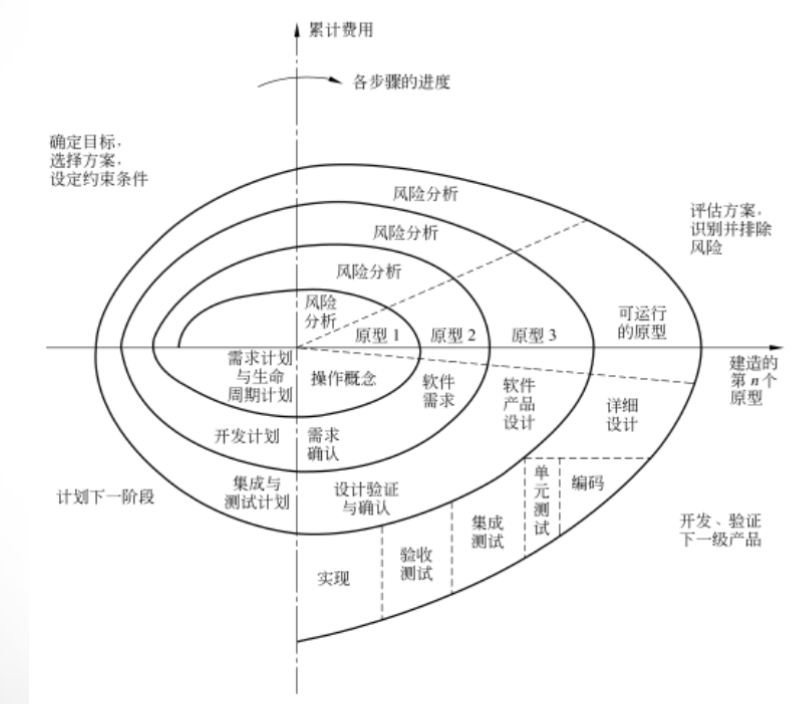 累计费用
各步骤的进度
确定目标，
选择方案，
设定约束条件
风险分析
评估方案，
识别并排除
风险
风险分析
风险分析
风险
分析
原型 1
原型 2
原型 3
可运行
的原型
建造的
第 n 个
原型
需求计划
与生命
周期计划
操作概念
软件
需求
软件
产品
设计
详细
设计
开发计划
需求
确认
集成与
测试计划
设计验证
与确认
计划下一阶段
单
元
测
试
编码
集成
测试
验收
测试
实现
开发、验证
下一级产品